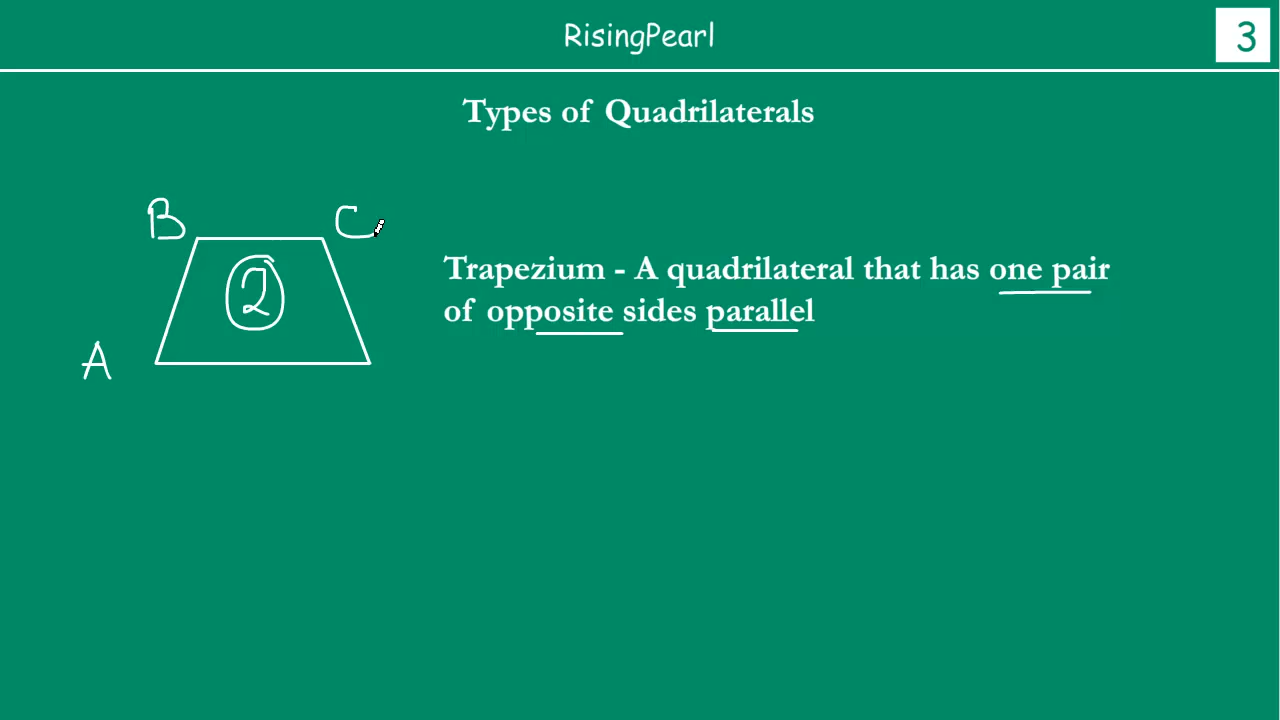 RisingPearl
3
Types of Quadrilaterals
B
C
2
Trapezium - A quadrilateral that has one pair
of opposite sides parallel
A